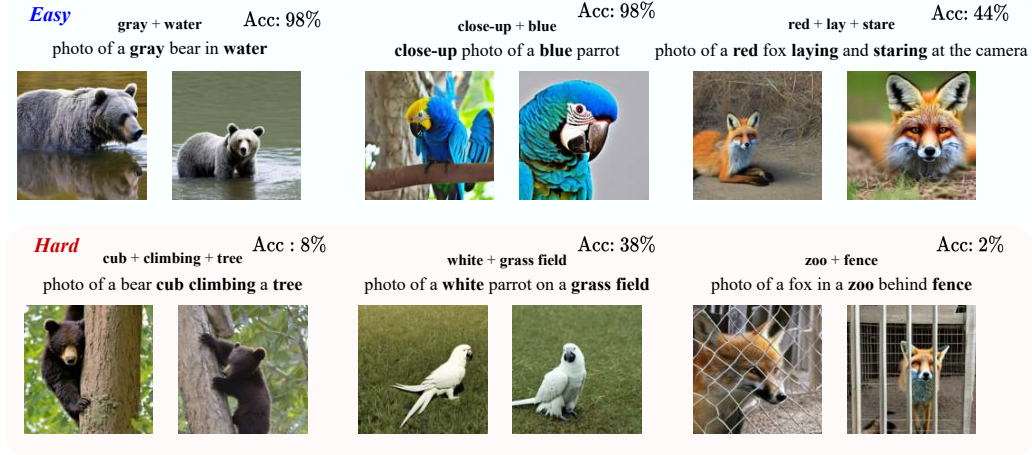 Easy
gray + water
Acc: 98%
photo of a gray bear in water
close-up + blue
Acc: 98%
close-up photo of a blue parrot
red + lay + stare
Acc: 44%
photo of a red fox laying and staring at the camera
Hard
cub + climbing + tree
Acc : 8%
photo of a bear cub climbing a tree
white + grass field
Acc: 38%
photo of a white parrot on a grass field
zoo + fence
Acc: 2%
photo of a fox in a zoo behind fence